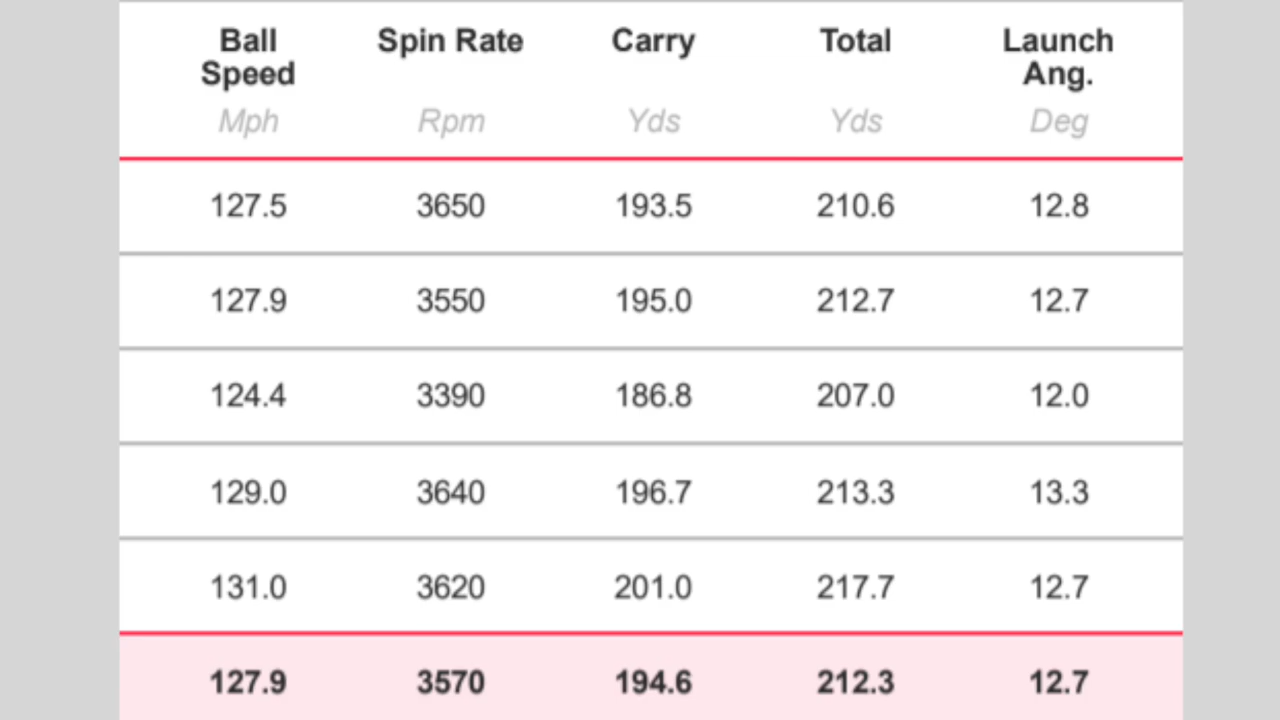 Ball Speed Spin Rate Carry Total Launch Ang.
Mph Rpm Yds Yds Deg
127.5 3650 193.5 210.6 12.8
127.9 3550 195.0 212.7 12.7
124.4 3390 186.8 207.0 12.0
129.0 3640 196.7 213.3 13.3
131.0 3620 201.0 217.7 12.7
127.9 3570 194.6 212.3 12.7